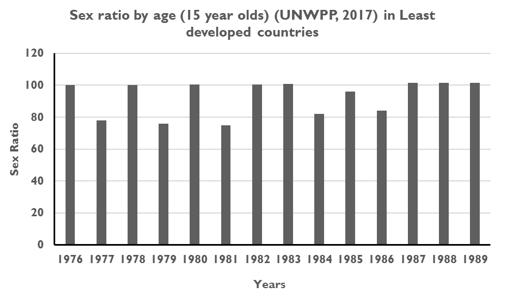 Sex ratio by age (15 year olds) (UNWPP, 2017) in Least
developed countries
120
100
80
60
40
20
0
Sex Ratio
1976 1977 1978 1979 1980 1981 1982 1983 1984 1985 1986 1987 1988 1989
Years